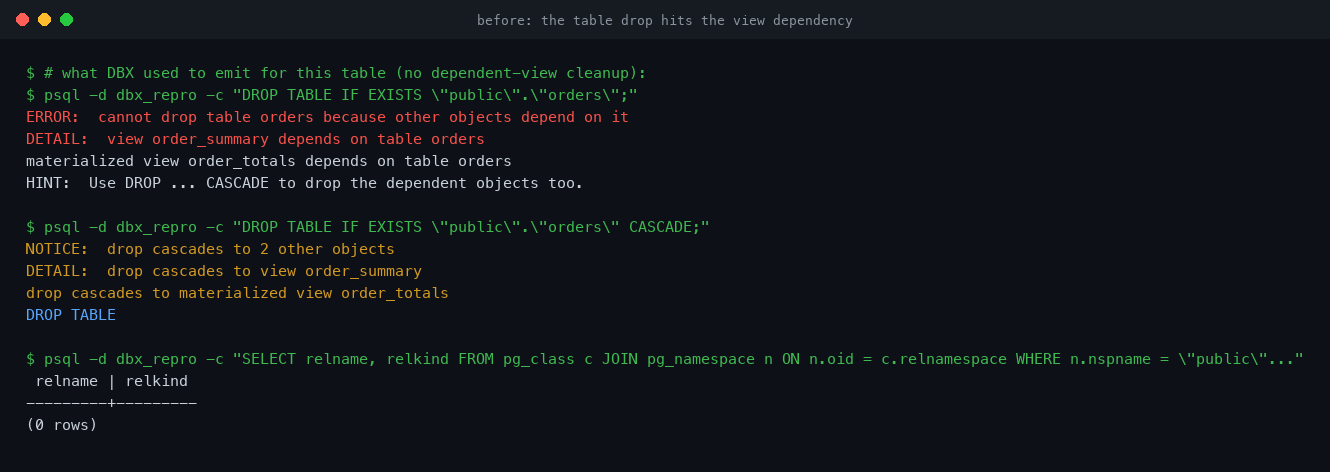 before: the table drop hits the view dependency
$ # what DBX used to emit for this table (no dependent-view cleanup):
$ psql -d dbx_repro -c "DROP TABLE IF EXISTS \"public\".\"orders\";"
ERROR:  cannot drop table orders because other objects depend on it
DETAIL:  view order_summary depends on table orders
materialized view order_totals depends on table orders
HINT:  Use DROP ... CASCADE to drop the dependent objects too.
$ psql -d dbx_repro -c "DROP TABLE IF EXISTS \"public\".\"orders\" CASCADE;"
NOTICE:  drop cascades to 2 other objects
DETAIL:  drop cascades to view order_summary
drop cascades to materialized view order_totals
DROP TABLE
$ psql -d dbx_repro -c "SELECT relname, relkind FROM pg_class c JOIN pg_namespace n ON n.oid = c.relnamespace WHERE n.nspname = \"public\"..."
 relname | relkind
---------+---------
(0 rows)